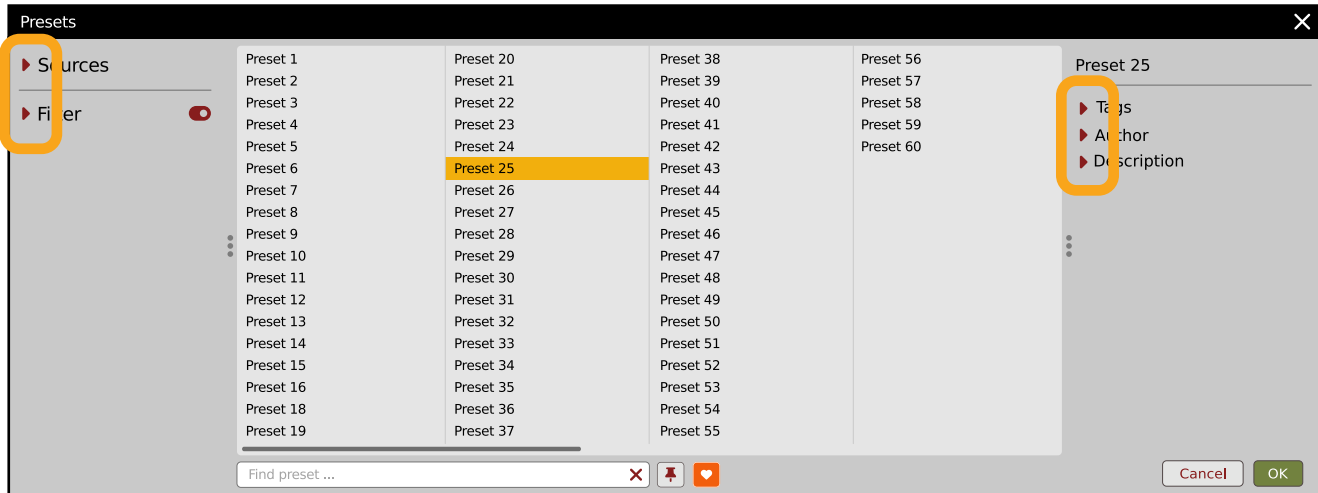 Presets
Sources
Filter
Preset 1
Preset 2
Preset 3
Preset 4
Preset 5
Preset 6
Preset 7
Preset 8
Preset 9
Preset 10
Preset 11
Preset 12
Preset 13
Preset 14
Preset 15
Preset 16
Preset 18
Preset 19
Preset 20
Preset 21
Preset 22
Preset 23
Preset 24
Preset 25
Preset 26
Preset 27
Preset 28
Preset 29
Preset 30
Preset 31
Preset 32
Preset 33
Preset 34
Preset 35
Preset 36
Preset 37
Preset 38
Preset 39
Preset 40
Preset 41
Preset 42
Preset 43
Preset 44
Preset 45
Preset 46
Preset 47
Preset 48
Preset 49
Preset 50
Preset 51
Preset 52
Preset 53
Preset 54
Preset 55
Preset 56
Preset 57
Preset 58
Preset 59
Preset 60
Preset 25
Tags
Author
Description
Find preset ...
Cancel
OK